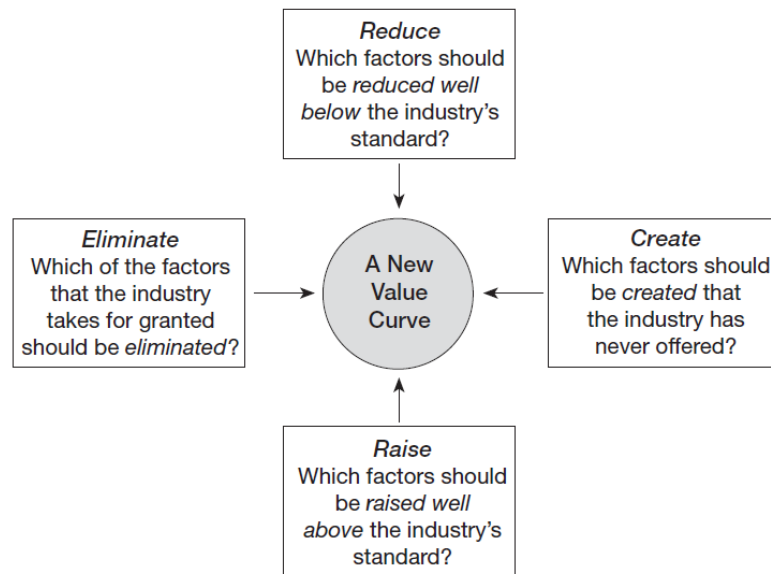 Reduce
Which factors should
be reduced well
below the industry's
standard?
Eliminate
Which of the factors
that the industry
takes for granted
should be eliminated?
A New
Value
Curve
Create
Which factors should
be created that
the industry has
never offered?
Raise
Which factors should
be raised well
above the industry's
standard?